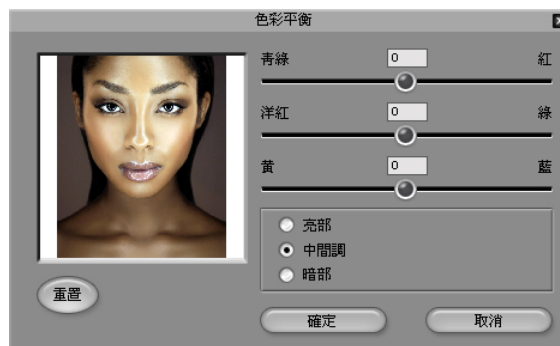 色彩平衡
青綠 0 紅
洋紅 0 綠
黄 0 藍
亮部
中間調
暗部
重置
確定 取消